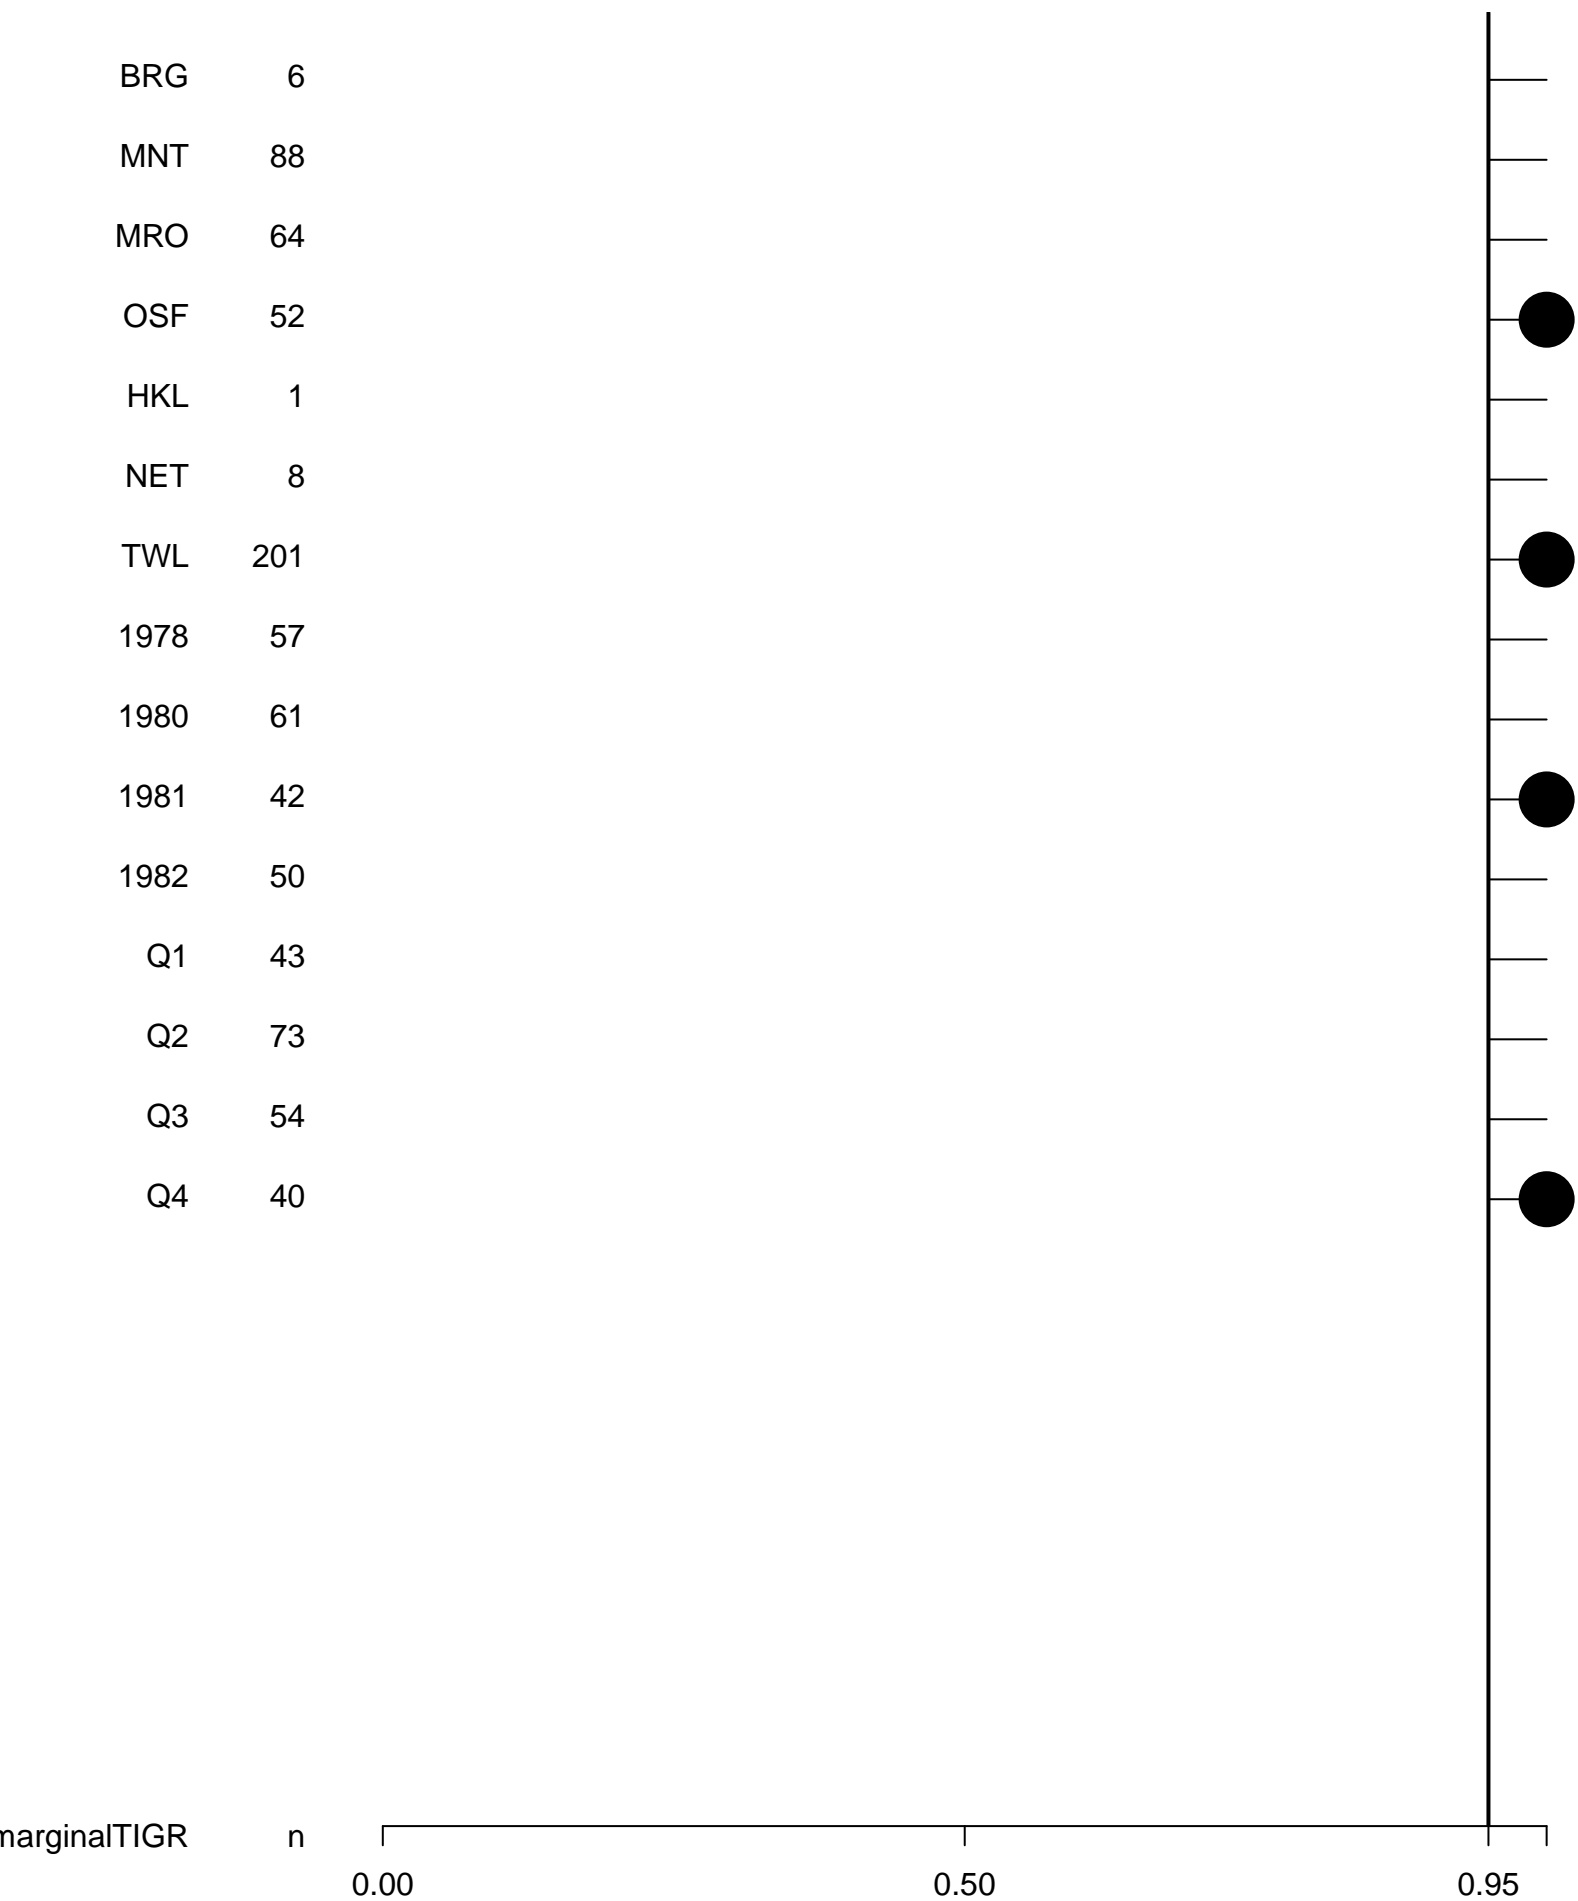 BRG 6
MNT 88
MRO 64
OSF 52
HKL 1
NET 8
TWL 201
1978 57
1980 61
1981 42
1982 50
Q1 43
Q2 73
Q3 54
Q4 40
marginalTIGR n
0.00 0.50 0.95